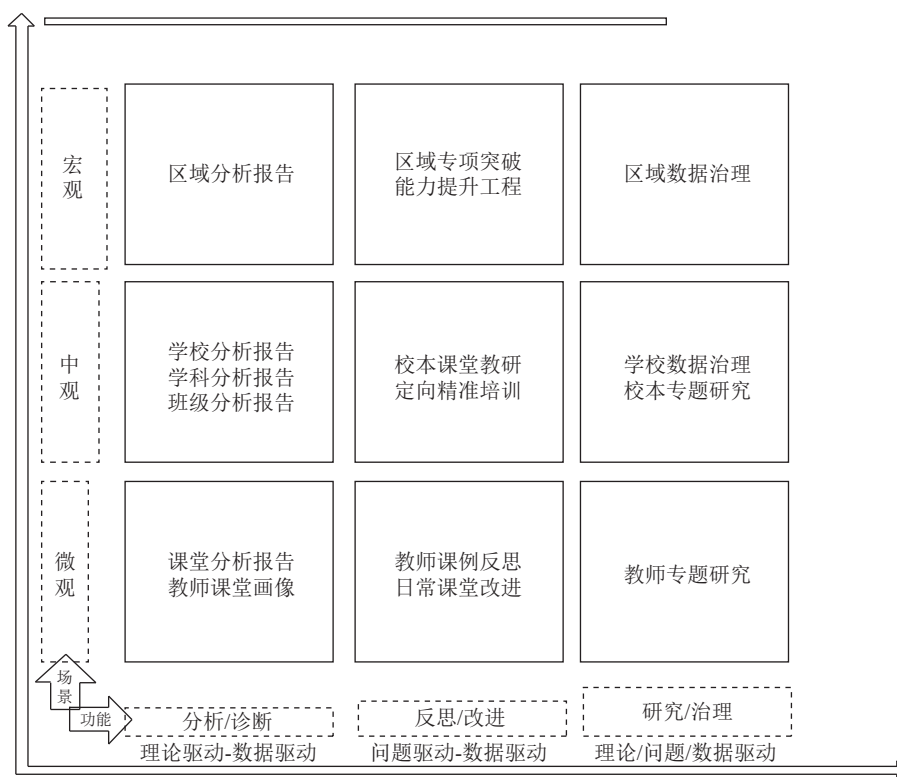 宏观
区域分析报告
区域专项突破
能力提升工程
区域数据治理
中观
学校分析报告
学科分析报告
班级分析报告
校本课堂教研
定向精准培训
学校数据治理
校本专题研究
微观
课堂分析报告
教师课堂画像
教师课例反思
日常课堂改进
教师专题研究
场景
功能
分析/诊断
反思/改进
研究/治理
理论驱动-数据驱动
问题驱动-数据驱动
理论/问题/数据驱动